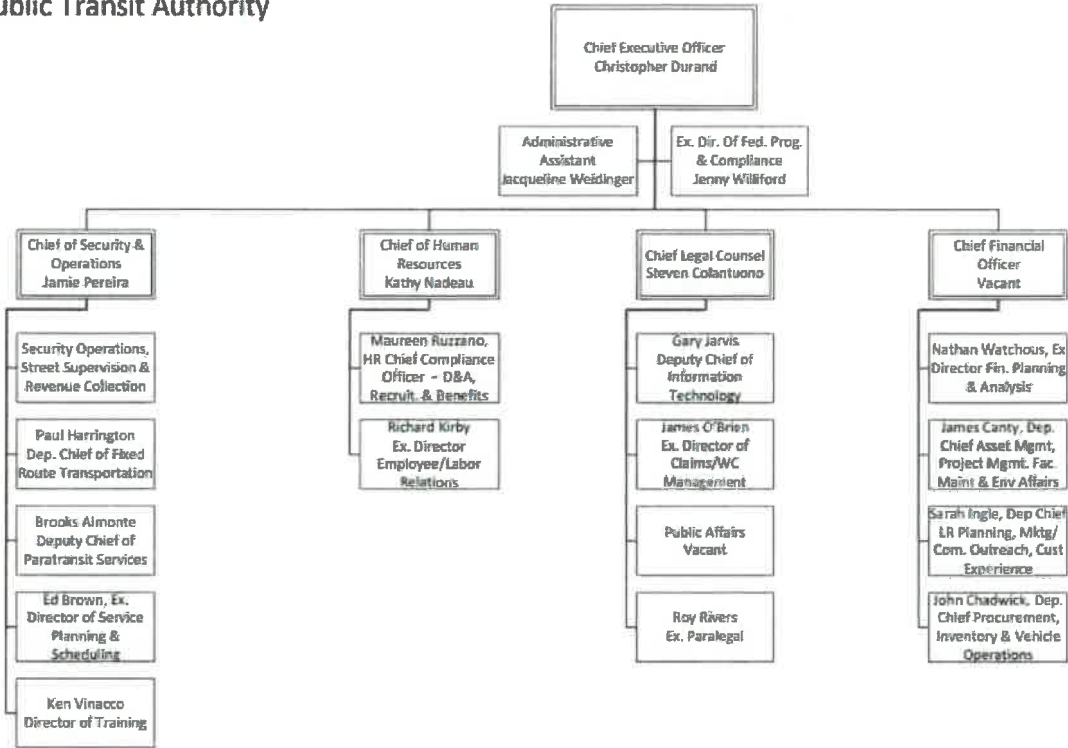 ublic Transit Authority
Chief Executive Officer
Christopher Durand
Administrative
Assistant
Jacqueline Weidinger
Ex. Dir. Of Fed. Prog.
& Compliance
Jenny Williford
Chief of Security &
Operations
Jamie Pereira
Security Operations,
Street Supervision &
Revenue Collection
Paul Harrington
Dep. Chief of Fixed
Route Transportation
Brooks Almonte
Deputy Chief of
Paratransit Services
Ed Brown, Ex.
Director of Service
Planning &
Scheduling
Ken Vinacco
Director of Training
Chief of Human
Resources
Kathy Nadeau
Maureen Ruzzano,
HR Chief Compliance
Officer – D&A,
Recruit. & Benefits
Richard Kirby
Ex. Director
Employee/Labor
Relations
Chief Legal Counsel
Steven Colantuono
Gary Jarvis
Deputy Chief of
Information
Technology
James O'Brien
Ex. Director of
Claims/WC
Management
Public Affairs
Vacant
Roy Rivers
Ex. Paralegal
Chief Financial
Officer
Vacant
Nathan Watchous, Ex
Director Fin. Planning
& Analysis
James Canty, Dep.
Chief Asset Mgmt,
Project Mgmt. Fac.
Maint & Env Affairs
Sarah Ingle, Dep Chief
LR Planning, Mktg/
Com. Outreach, Cust
Experience
John Chadwick, Dep.
Chief Procurement,
Inventory & Vehicle
Operations